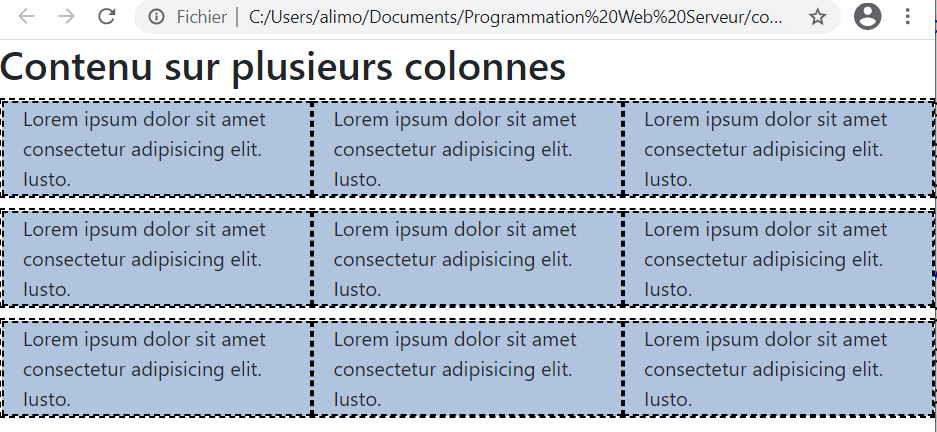 Fichier | C:/Users/alimo/Documents/Programmation%20Web%20Serveur/co...
Contenu sur plusieurs colonnes
Lorem ipsum dolor sit amet
consectetur adipisicing elit.
Iusto.
Lorem ipsum dolor sit amet
consectetur adipisicing elit.
Iusto.
Lorem ipsum dolor sit amet
consectetur adipisicing elit.
Iusto.
Lorem ipsum dolor sit amet
consectetur adipisicing elit.
Iusto.
Lorem ipsum dolor sit amet
consectetur adipisicing elit.
Iusto.
Lorem ipsum dolor sit amet
consectetur adipisicing elit.
Iusto.
Lorem ipsum dolor sit amet
consectetur adipisicing elit.
Iusto.
Lorem ipsum dolor sit amet
consectetur adipisicing elit.
Iusto.
Lorem ipsum dolor sit amet
consectetur adipisicing elit.
Iusto.